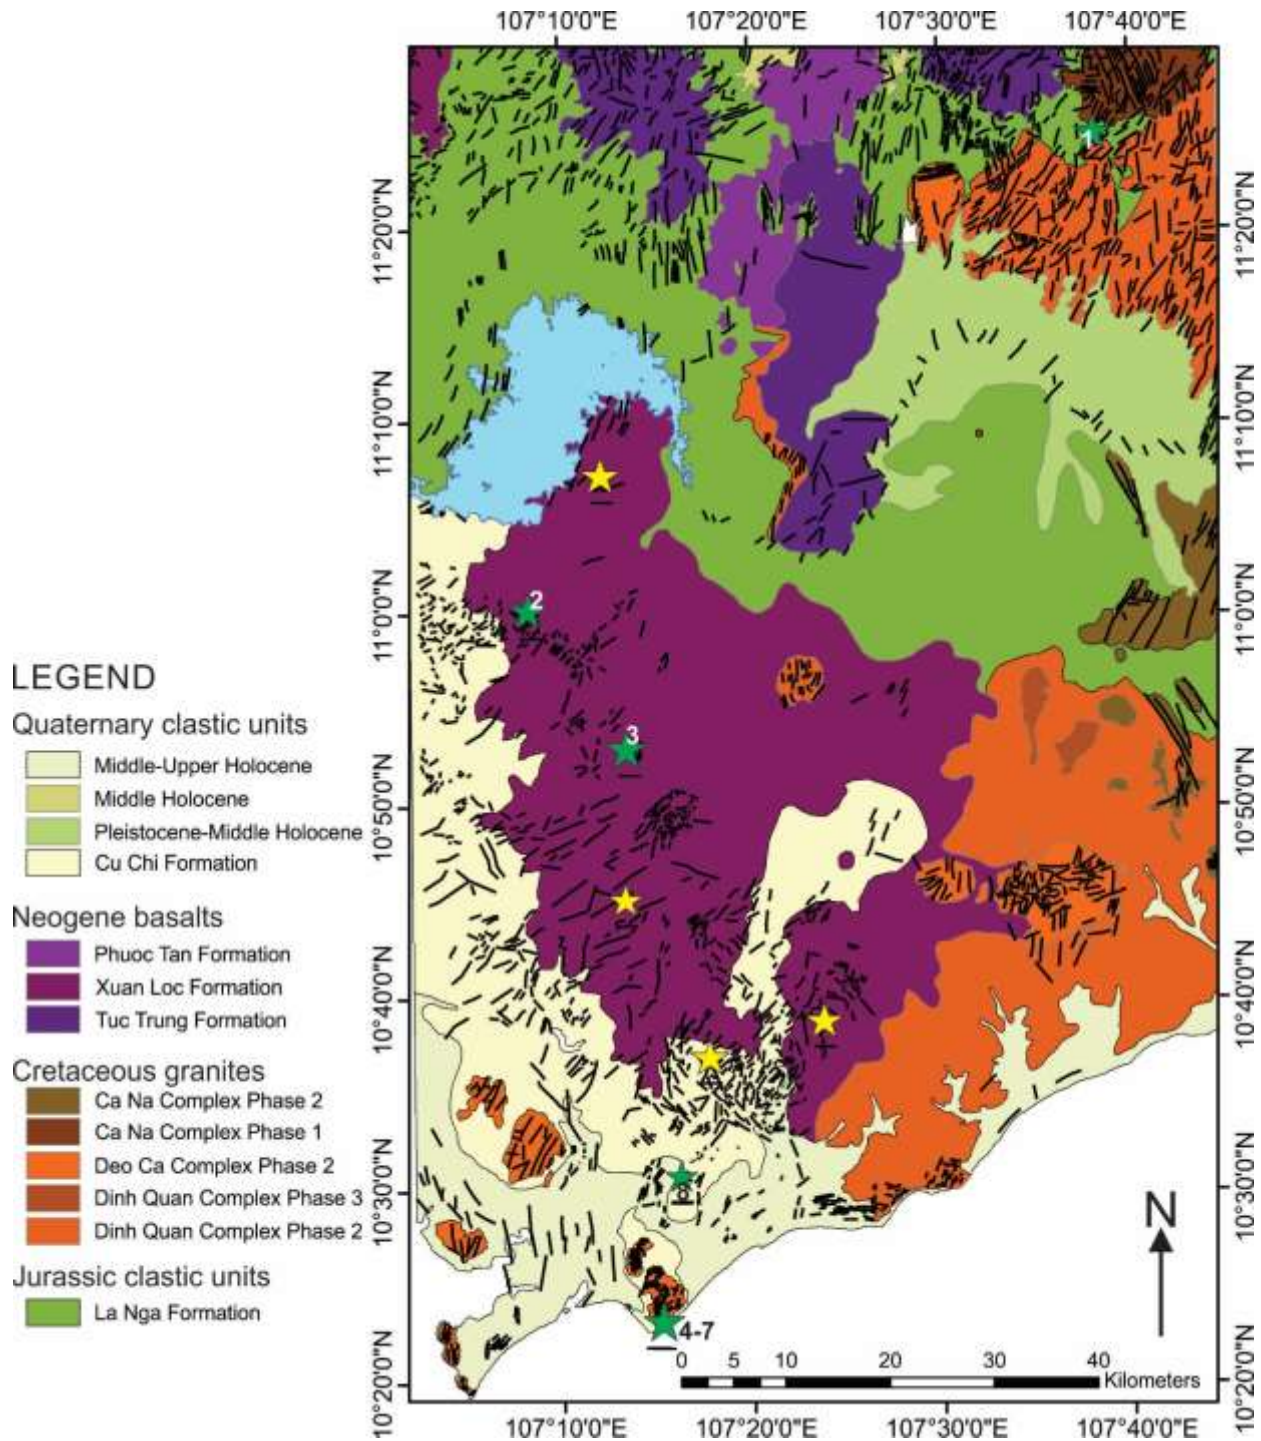 107°10'0"E 107°20'0"E 107°30'0"E 107°40'0"E
11°20'0"N
11°20'0"N
1
11°10'0"N
11°10'0"N
2
11°0'0"N
11°0'0"N
3
10°50'0"N
10°50'0"N
10°40'0"N
10°40'0"N
8
10°30'0"N
10°30'0"N
4-7
10°20'0"N
10°20'0"N
LEGEND
Quaternary clastic units
Middle-Upper Holocene
Middle Holocene
Pleistocene-Middle Holocene
Cu Chi Formation
Neogene basalts
Phuoc Tan Formation
Xuan Loc Formation
Tuc Trung Formation
Cretaceous granites
Ca Na Complex Phase 2
Ca Na Complex Phase 1
Deo Ca Complex Phase 2
Dinh Quan Complex Phase 3
Dinh Quan Complex Phase 2
Jurassic clastic units
La Nga Formation
N
0 5 10 20 30 40
Kilometers
107°10'0"E 107°20'0"E 107°30'0"E 107°40'0"E